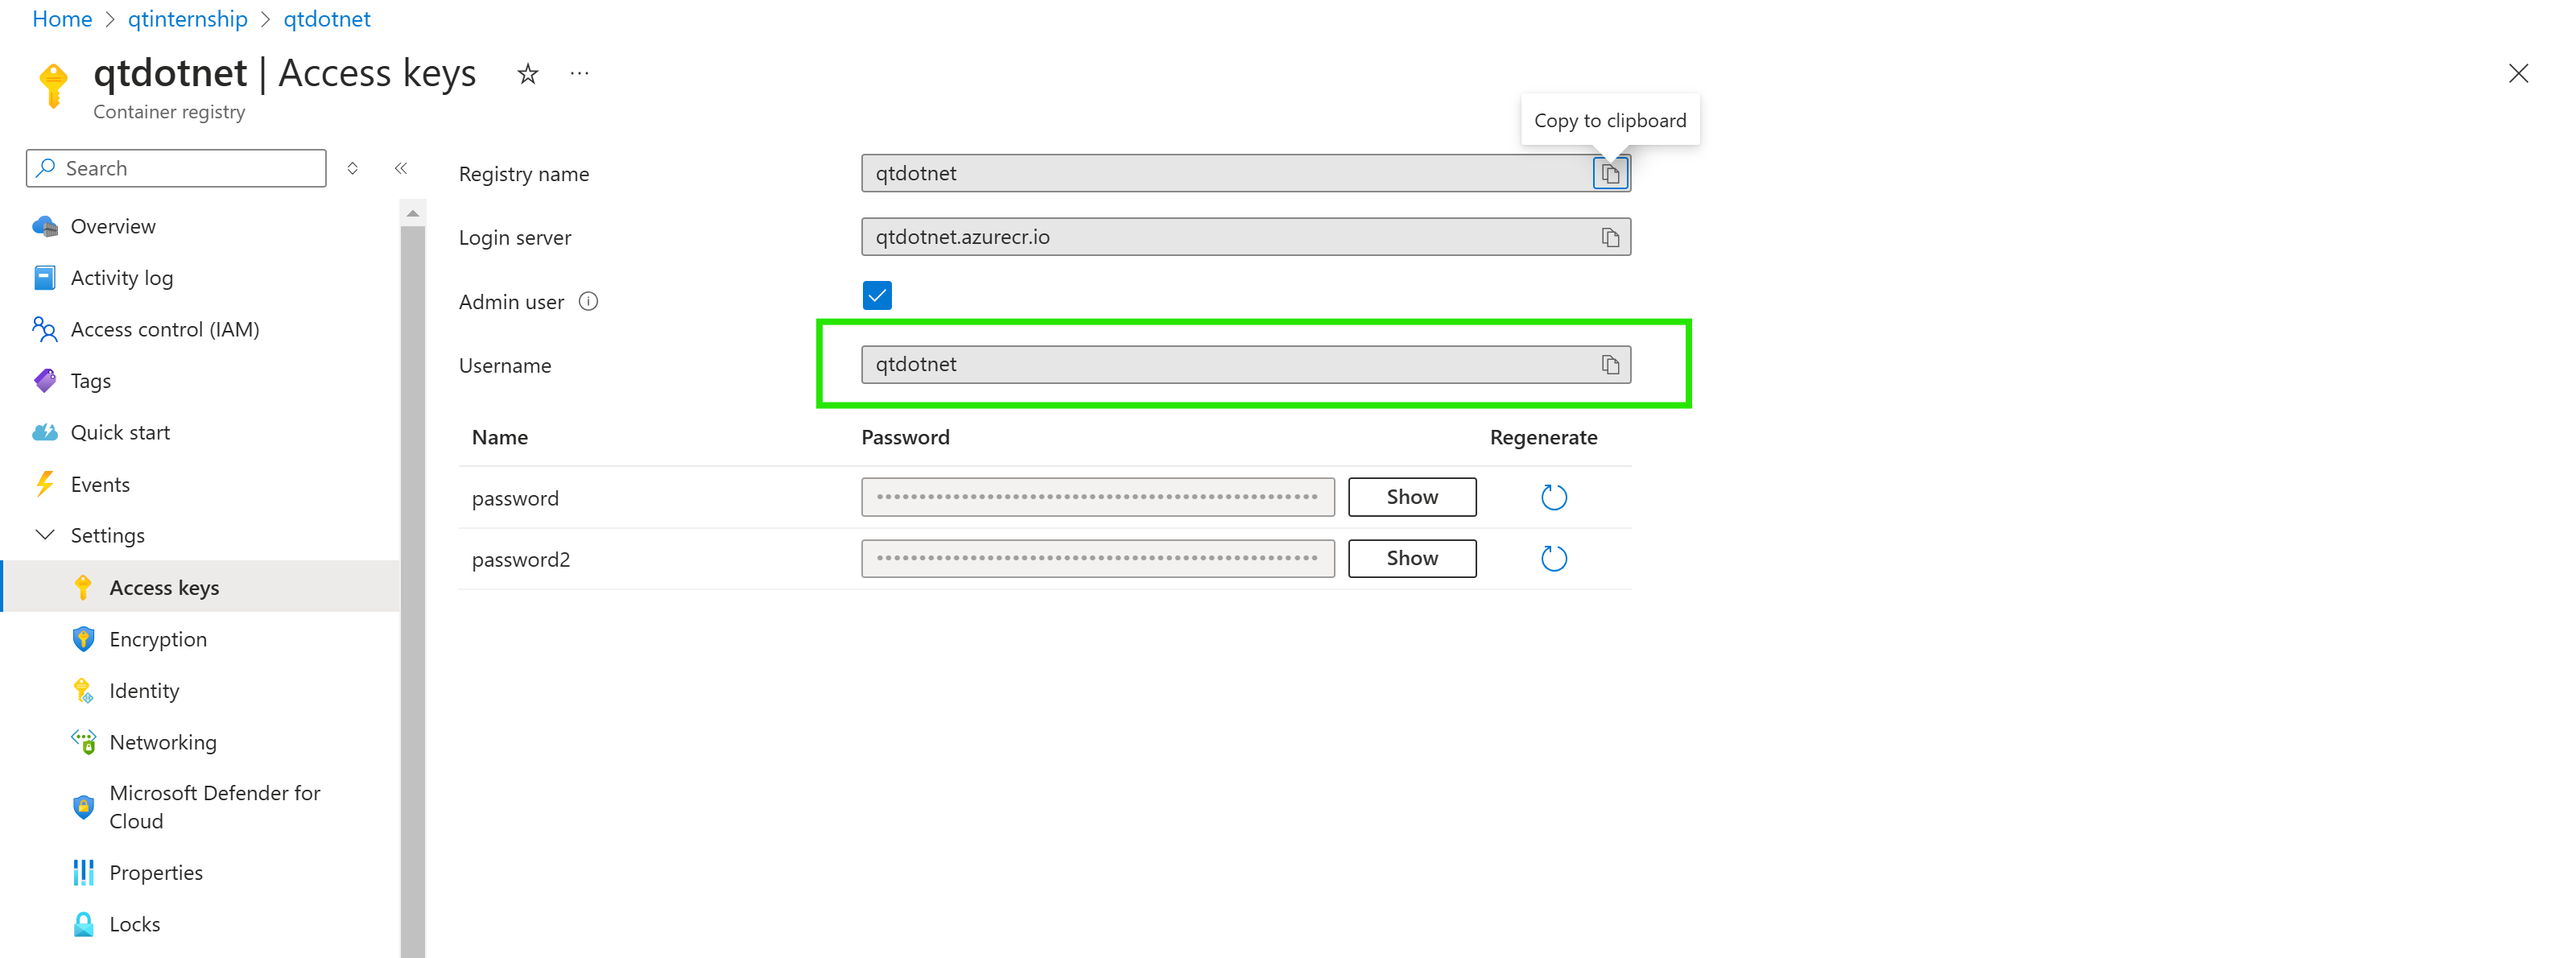 Home > qtinternship > qtdotnet
qtdotnet | Access keys ...
Container registry
Copy to clipboard
Search
Overview
Activity log
Access control (IAM)
Tags
Quick start
Events
Settings
Access keys
Encryption
Identity
Networking
Microsoft Defender for
Cloud
Properties
Locks
Registry name qtdotnet
Login server qtdotnet.azurecr.io
Admin user
Username qtdotnet
Name Password Regenerate
password Show
password2 Show